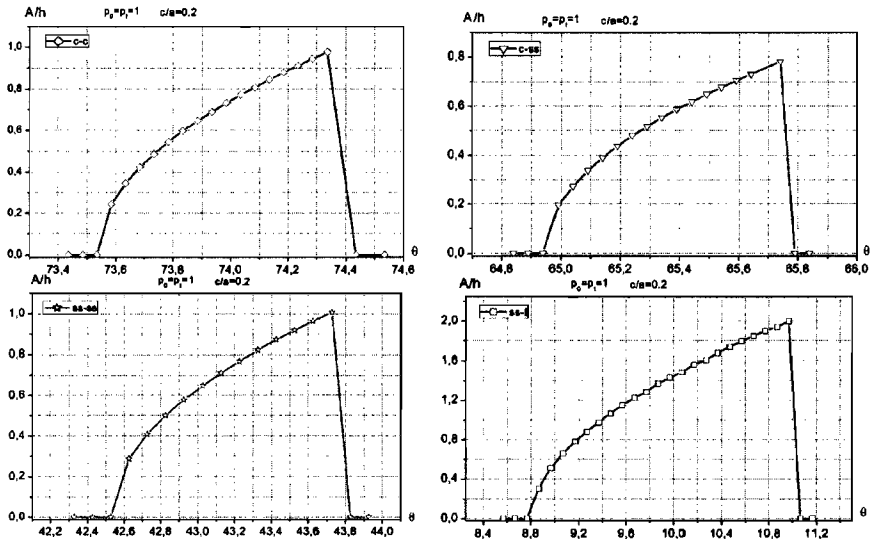 A/h p₀=p₁=1 c/a=0.2
c-c
1,0
0,8
0,6
0,4
0,2
0,0
73,4 73,6 73,8 74,0 74,2 74,4 74,6
θ
A/h p₀=p₁=1 c/a=0.2
c-ss
0,8
0,6
0,4
0,2
0,0
64,8 65,0 65,2 65,4 65,6 65,8 66,0
θ
A/h p₀=p₁=1 c/a=0.2
ss-ss
1,0
0,8
0,6
0,4
0,2
0,0
42,2 42,4 42,6 42,8 43,0 43,2 43,4 43,6 43,8 44,0
θ
A/h p₀=p₁=1 c/a=0.2
2,0
1,6
1,2
0,8
0,4
0,0
8,4 8,8 9,2 9,6 10,0 10,4 10,8 11,2
θ